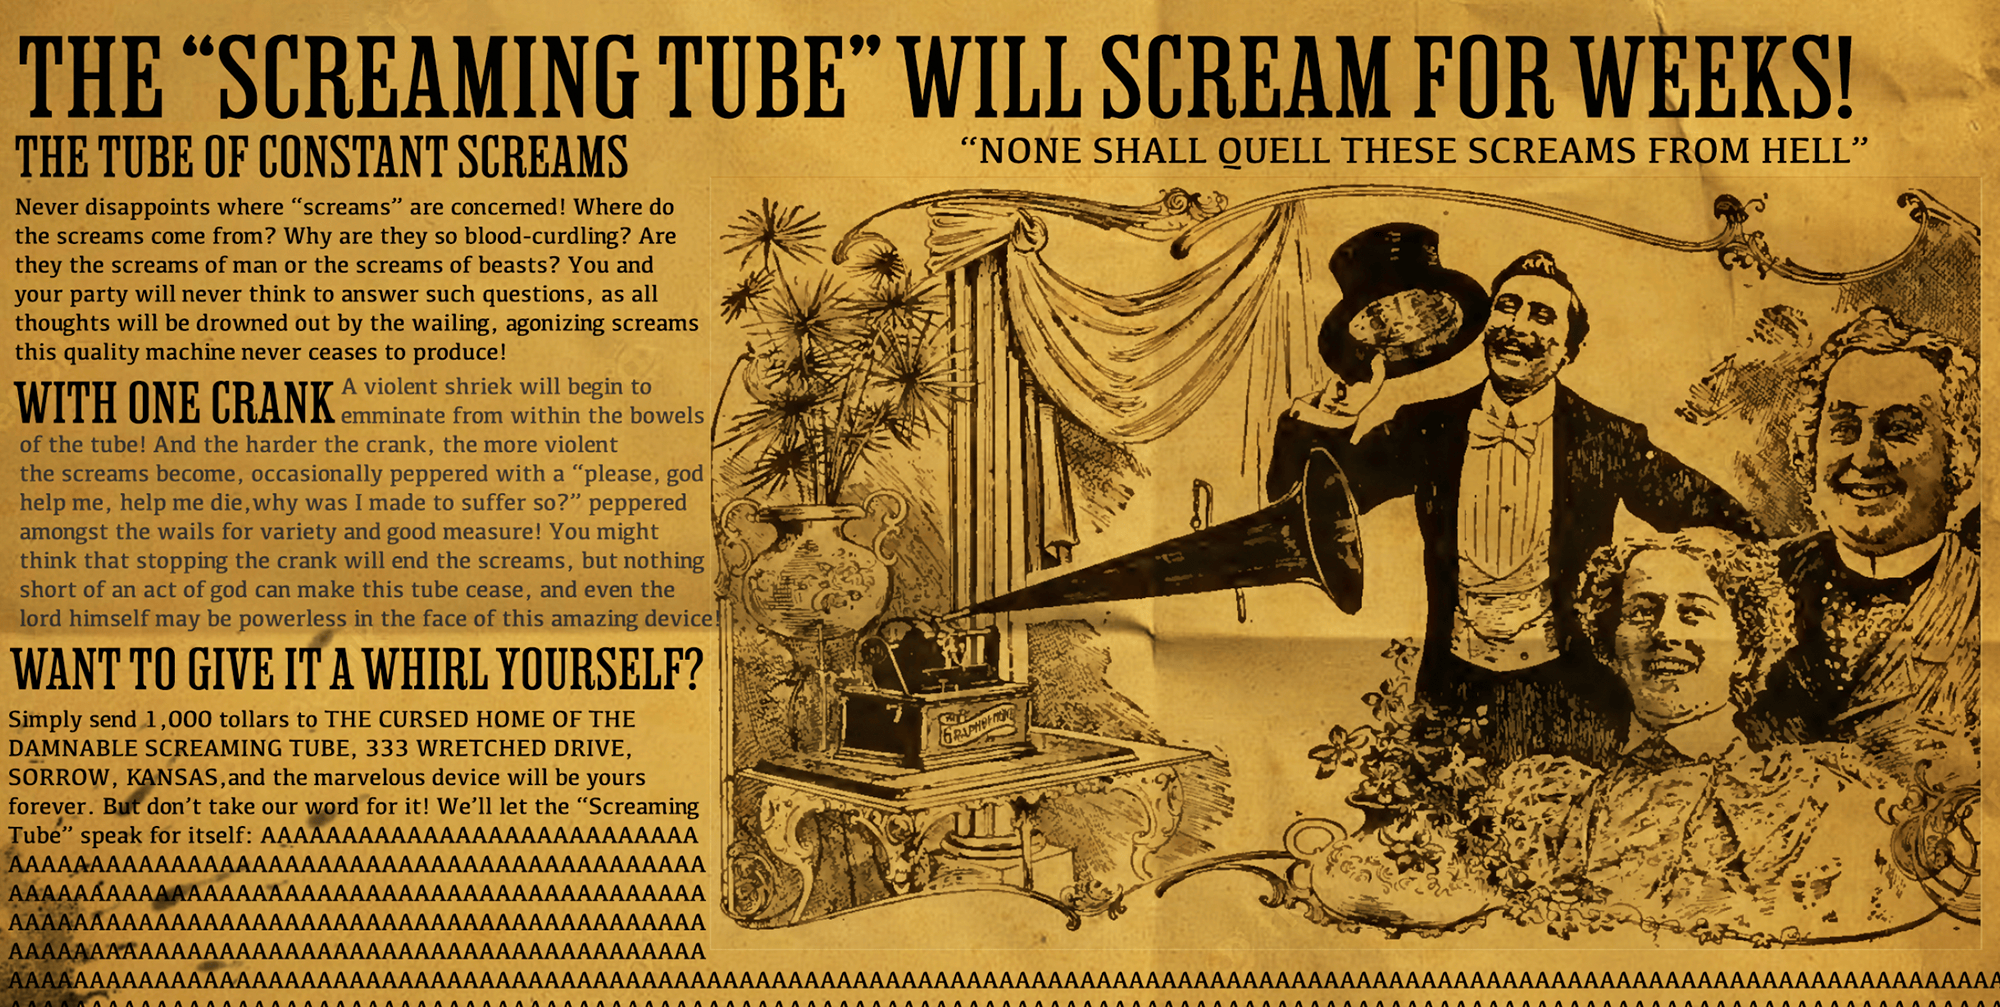 THE “SCREAMING TUBE” WILL SCREAM FOR WEEKS!
“NONE SHALL QUELL THESE SCREAMS FROM HELL”
THE TUBE OF CONSTANT SCREAMS
Never disappoints where “screams” are concerned! Where do
the screams come from? Why are they so blood-curdling? Are
they the screams of man or the screams of beasts? You and
your party will never think to answer such questions, as all
thoughts will be drowned out by the wailing, agonizing screams
this quality machine never ceases to produce!
WITH ONE CRANK A violent shriek will begin to
emminate from within the bowels
of the tube! And the harder the crank, the more violent
the screams become, occasionally peppered with a “please, god
help me, help me die,why was I made to suffer so?” peppered
amongst the wails for variety and good measure! You might
think that stopping the crank will end the screams, but nothing
short of an act of god can make this tube cease, and even the
lord himself may be powerless in the face of this amazing device!
WANT TO GIVE IT A WHIRL YOURSELF?
Simply send 1,000 tollars to THE CURSED HOME OF THE
DAMNABLE SCREAMING TUBE, 333 WRETCHED DRIVE,
SORROW, KANSAS,and the marvelous device will be yours
forever. But don’t take our word for it! We’ll let the “Screaming
Tube” speak for itself: AAAAAAAAAAAAAAAAAAAAAAAAAAA
AAAAAAAAAAAAAAAAAAAAAAAAAAAAAAAAAAAAAAAAAAA
AAAAAAAAAAAAAAAAAAAAAAAAAAAAAAAAAAAAAAAAAAA
AAAAAAAAAAAAAAAAAAAAAAAAAAAAAAAAAAAAAAAAAAA
AAAAAAAAAAAAAAAAAAAAAAAAAAAAAAAAAAAAAAAAAAA
AAAAAAAAAAAAAAAAAAAAAAAAAAAAAAAAAAAAAAAAAAAAAAAAAAAAAAAAAAAAAAAAAAAAAAAAAAAAAAAAAAAAAAAAAAAAAAAAAAAAAAAAAAAAAAAAAAAAAAAAAAA